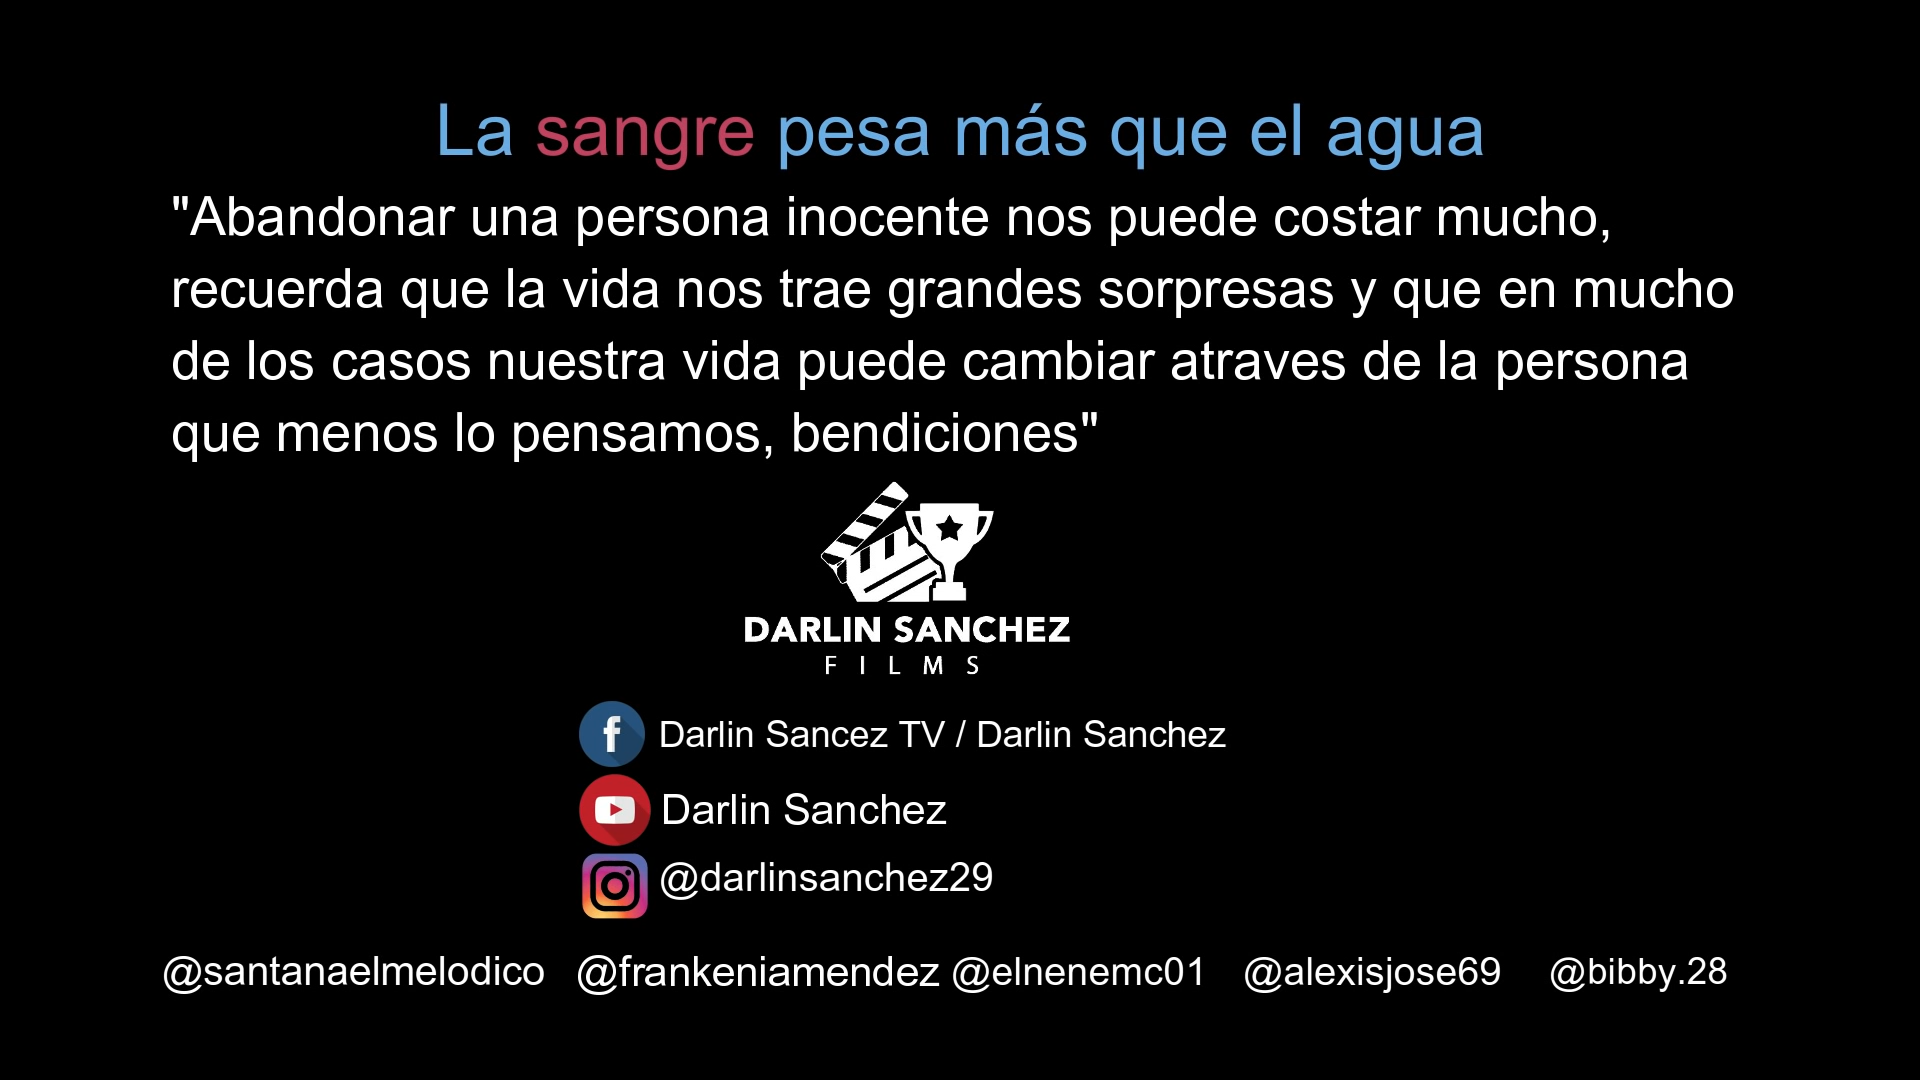 La sangre pesa más que el agua
"Abandonar una persona inocente nos puede costar mucho,
recuerda que la vida nos trae grandes sorpresas y que en mucho
de los casos nuestra vida puede cambiar atraves de la persona
que menos lo pensamos, bendiciones"
DARLIN SANCHEZ
FILMS
Darlin Sancez TV / Darlin Sanchez
Darlin Sanchez
@darlinsanchez29
@santanaelmelodico @frankeniamendez @elnenemc01 @alexisjose69 @bibby.28